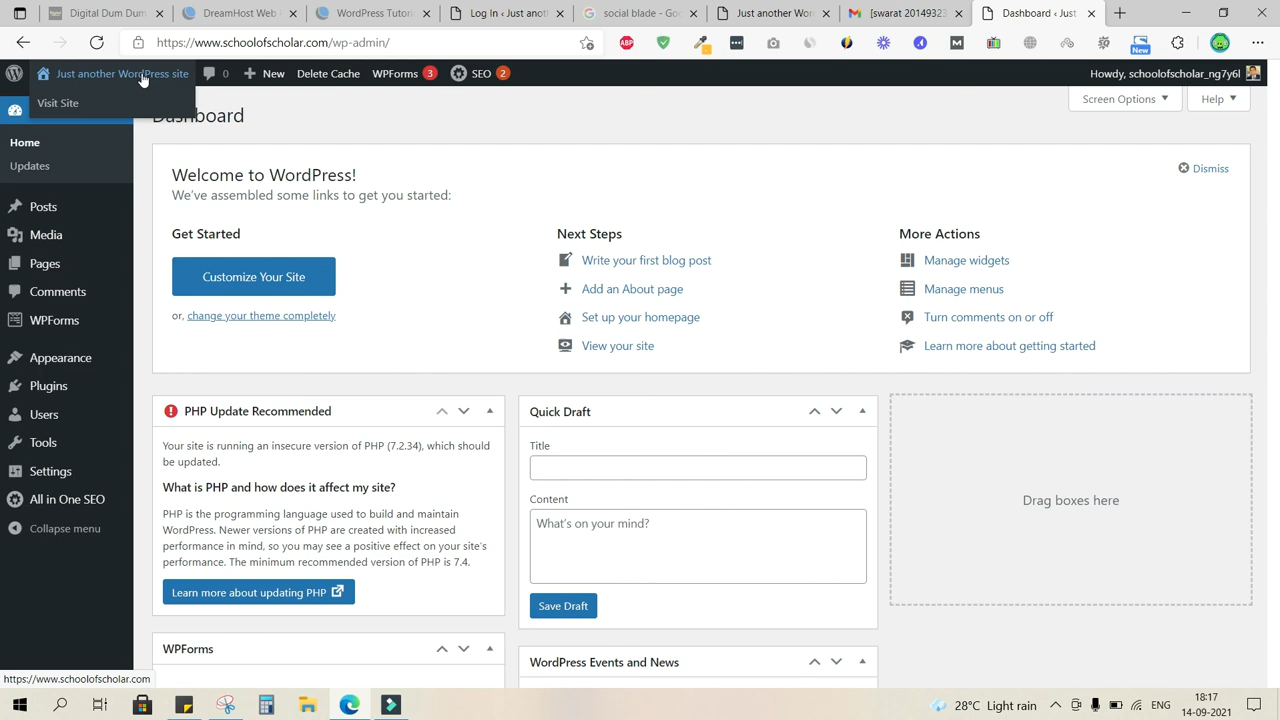 Digital Dum Dum
DreamHost Web
WordPress Tutori
Log In ‹ Just an
social blade - Go
Just another Wor
[swarat 20149323
Dashboard ‹ Just
https://www.schoolofscholar.com/wp-admin/
ABP
New
Just another WordPress site
0
New
Delete Cache
WPForms 3
SEO 2
Howdy, schoolofscholar_ng7y6l
Visit Site
Dashboard
Screen Options
Help
Home
Updates
Posts
Media
Pages
Comments
WPForms
Appearance
Plugins
Users
Tools
Settings
All in One SEO
Collapse menu
Welcome to WordPress!
We've assembled some links to get you started:
Dismiss
Get Started
Customize Your Site
or, change your theme completely
Next Steps
Write your first blog post
Add an About page
Set up your homepage
View your site
More Actions
Manage widgets
Manage menus
Turn comments on or off
Learn more about getting started
PHP Update Recommended
Your site is running an insecure version of PHP (7.2.34), which should
be updated.
What is PHP and how does it affect my site?
PHP is the programming language used to build and maintain
WordPress. Newer versions of PHP are created with increased
performance in mind, so you may see a positive effect on your site's
performance. The minimum recommended version of PHP is 7.4.
Learn more about updating PHP
WPForms
Quick Draft
Title
Content
What's on your mind?
Save Draft
WordPress Events and News
Drag boxes here
https://www.schoolofscholar.com
28°C Light rain
ENG
18:17
14-09-2021